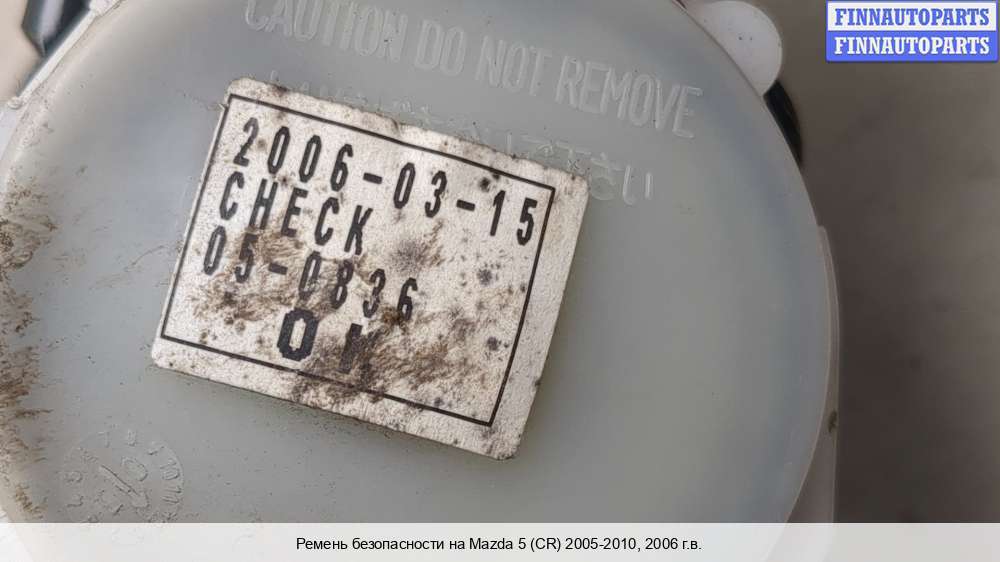 FINNAUTOPARTS
FINNAUTOPARTS
CAUTION DO NOT REMOVE
2006-03-15
CHECK
05-0836
Ремень безопасности на Mazda 5 (CR) 2005-2010, 2006 г.в.